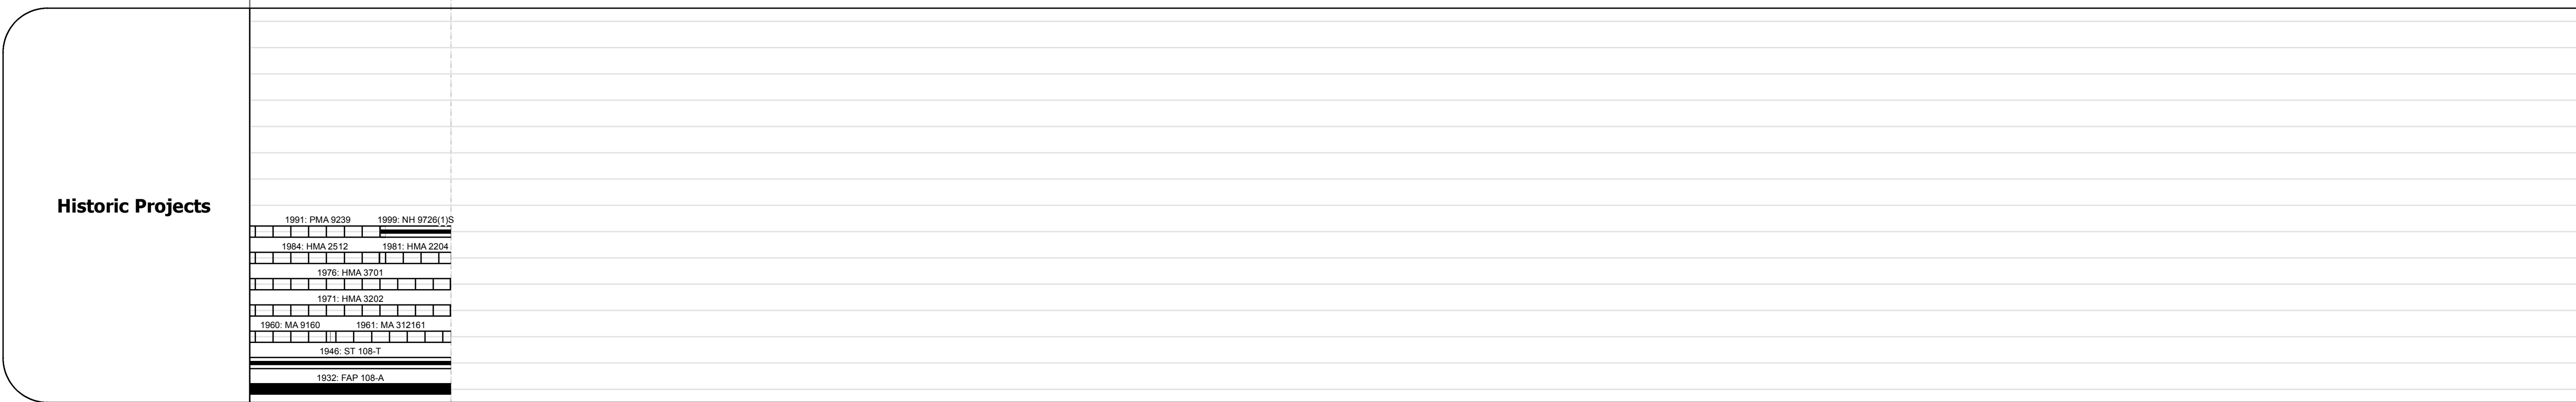 Historic Projects
1991: PMA 9239 1999: NH 9726(1)S
1984: HMA 2512 1981: HMA 2204
1976: HMA 3701
1971: HMA 3202
1960: MA 9160 1961: MA 312161
1946: ST 108-T
1932: FAP 108-A